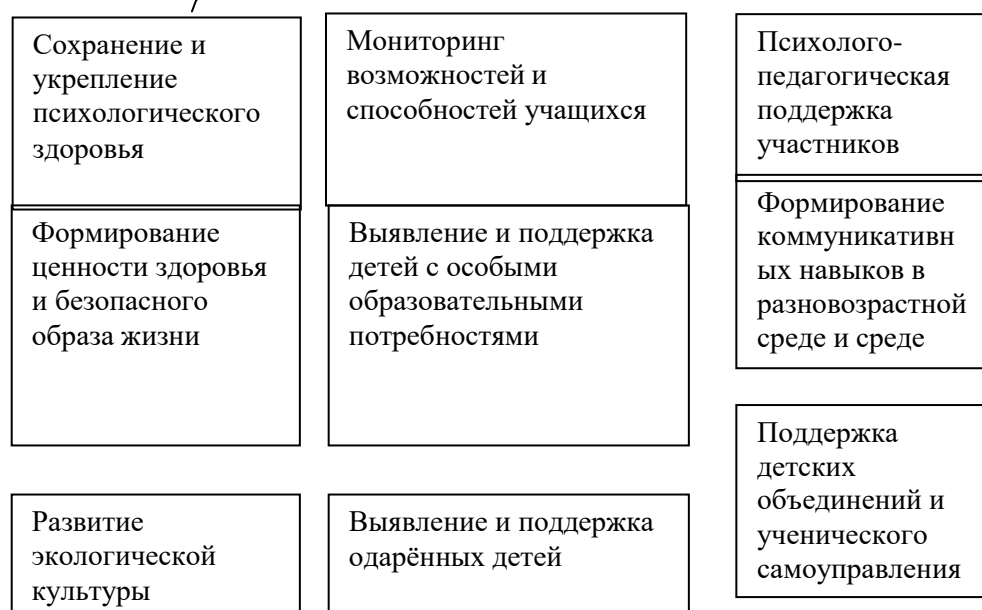 Сохранение и
укрепление
психологического
здоровья
Мониторинг
возможностей и
способностей учащихся
Психолого-
педагогическая
поддержка
участников
Формирование
ценности здоровья
и безопасного
образа жизни
Выявление и поддержка
детей с особыми
образовательными
потребностями
Формирование
коммуникативн
ых навыков в
разновозрастной
среде и среде
Развитие
экологической
культуры
Выявление и поддержка
одарённых детей
Поддержка
детских
объединений и
ученического
самоуправления